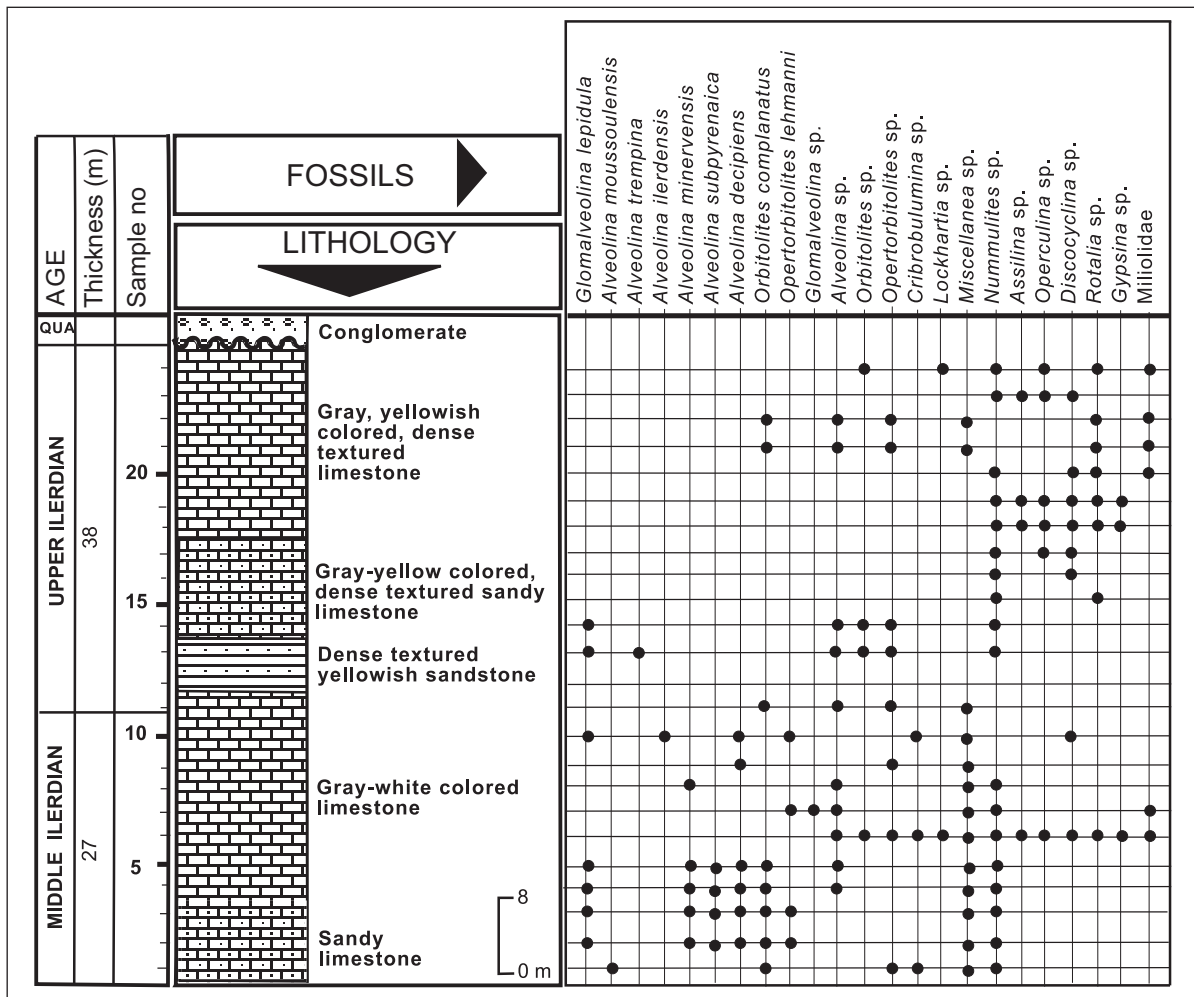 AGE
Thickness (m)
Sample no
FOSSILS
LITHOLOGY
Glomalveolina lepidula
Alveolina moussoulensis
Alveolina trempina
Alveolina ilerdensis
Alveolina minervensis
Alveolina subpyrenaica
Alveolina decipiens
Orbitolites complanatus
Opertorbitolites lehmanni
Glomalveolina sp.
Alveolina sp.
Orbitolites sp.
Opertorbitolites sp.
Cribrobulumina sp.
Lockhartia sp.
Miscellanea sp.
Nummulites sp.
Assilina sp.
Operculina sp.
Discocyclina sp.
Rotalia sp.
Gypsina sp.
Miliolidae
QUA
UPPER ILERDIAN
MIDDLE ILERDIAN
38
27
20
15
10
5
Conglomerate
Gray, yellowish
colored, dense
textured
limestone
Gray-yellow colored,
dense textured sandy
limestone
Dense textured
yellowish sandstone
Gray-white colored
limestone
Sandy
limestone
8
0 m